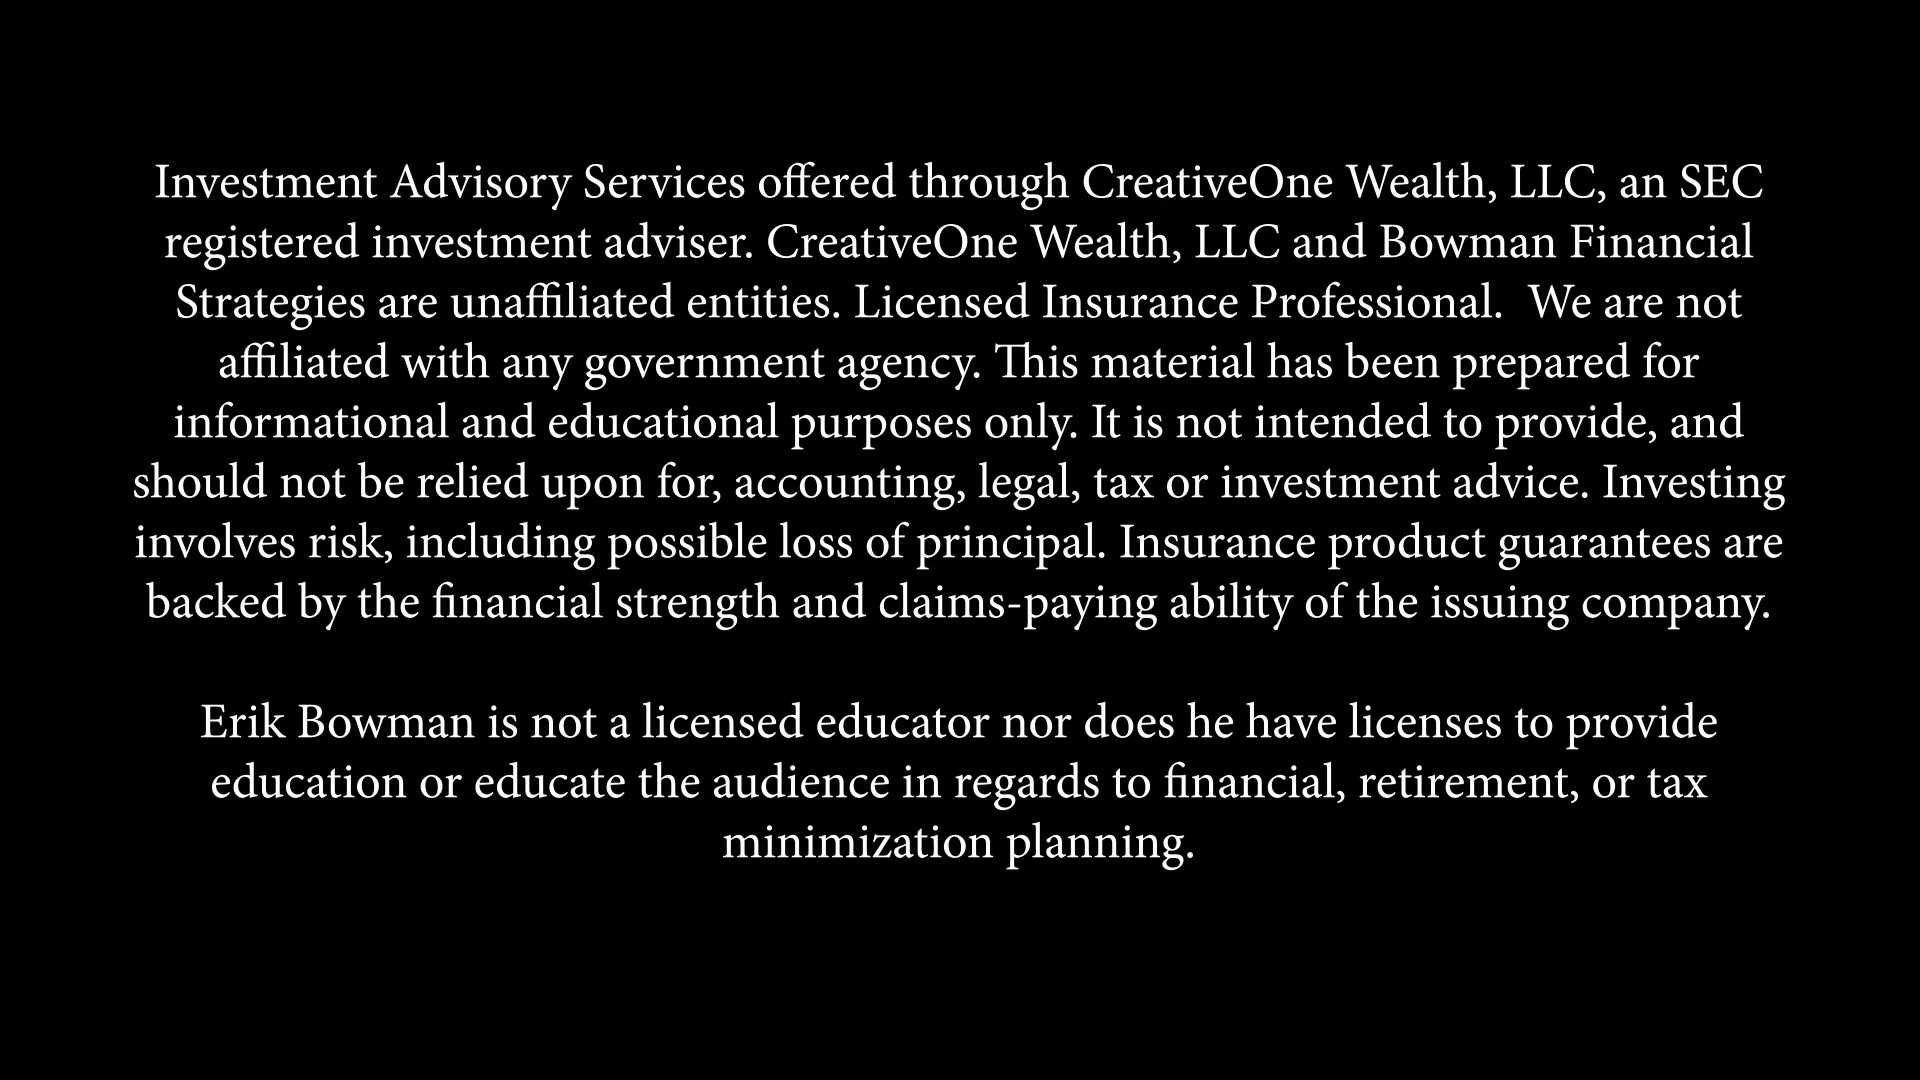 Investment Advisory Services offered through CreativeOne Wealth, LLC, an SEC
registered investment adviser. CreativeOne Wealth, LLC and Bowman Financial
Strategies are unaffiliated entities. Licensed Insurance Professional.  We are not
affiliated with any government agency. This material has been prepared for
informational and educational purposes only. It is not intended to provide, and
should not be relied upon for, accounting, legal, tax or investment advice. Investing
involves risk, including possible loss of principal. Insurance product guarantees are
backed by the financial strength and claims-paying ability of the issuing company.
Erik Bowman is not a licensed educator nor does he have licenses to provide
education or educate the audience in regards to financial, retirement, or tax
minimization planning.